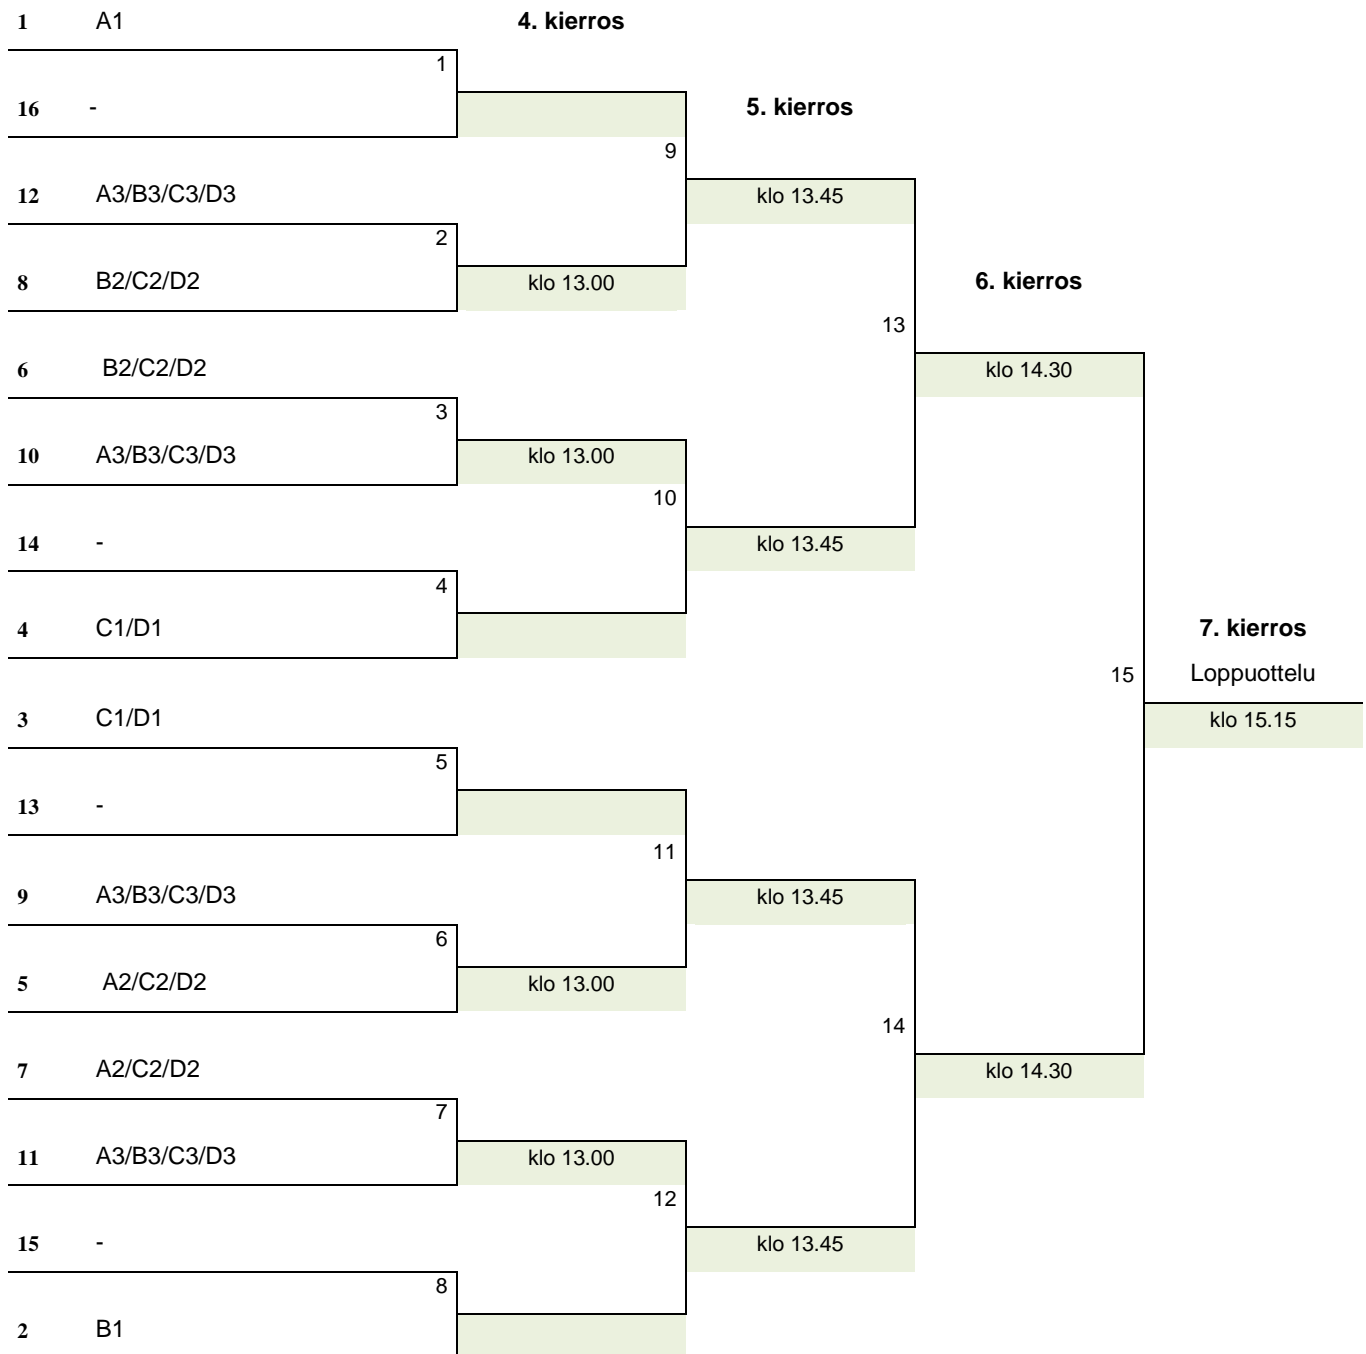 1 A1 4. kierros
1
16 - 5. kierros
9
12 A3/B3/C3/D3 klo 13.45
2
8 B2/C2/D2 klo 13.00 6. kierros
13
6 B2/C2/D2 klo 14.30
3
10 A3/B3/C3/D3 klo 13.00
10
14 - klo 13.45
4
4 C1/D1 7. kierros
15 Loppuottelu
3 C1/D1 klo 15.15
5
13 -
11
9 A3/B3/C3/D3 klo 13.45
6
5 A2/C2/D2 klo 13.00
14
7 A2/C2/D2 klo 14.30
7
11 A3/B3/C3/D3 klo 13.00
12
15 - klo 13.45
8
2 B1